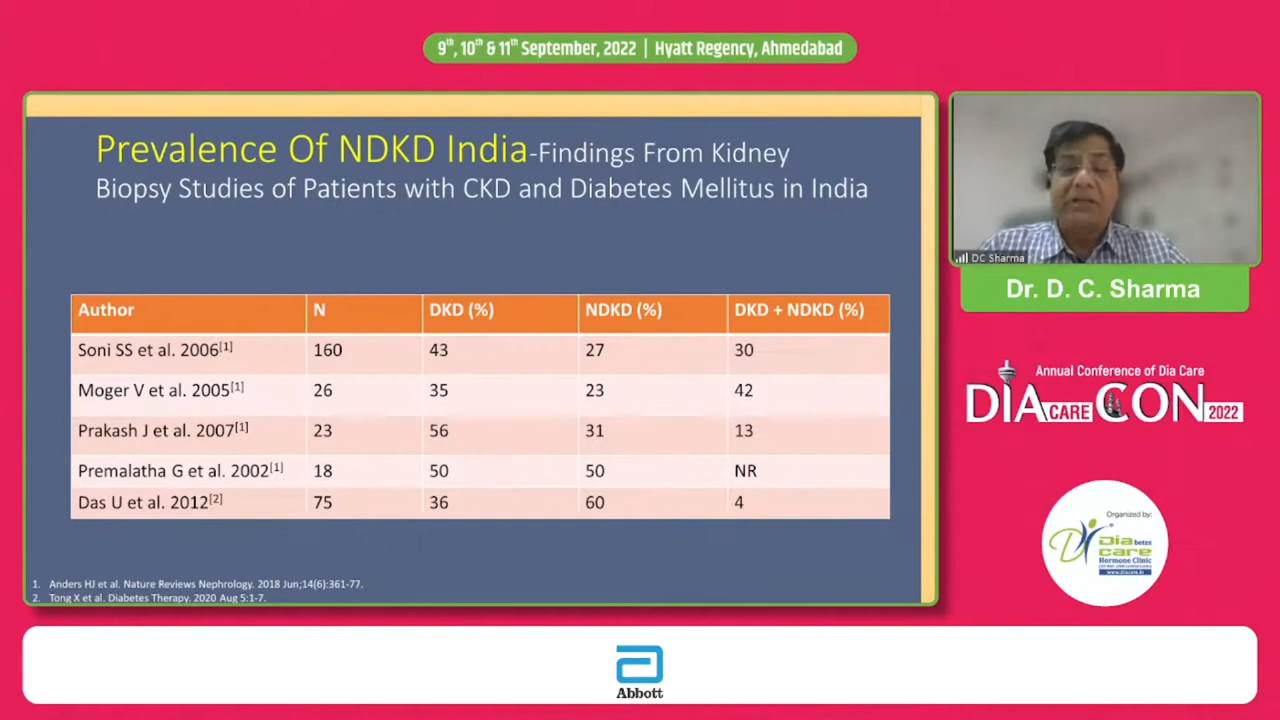 9th, 10th & 11th September, 2022 | Hyatt Regency, Ahmedabad
Prevalence Of NDKD India-Findings From Kidney
Biopsy Studies of Patients with CKD and Diabetes Mellitus in India
Author N DKD (%) NDKD (%) DKD + NDKD (%)
Soni SS et al. 2006[1] 160 43 27 30
Moger V et al. 2005[1] 26 35 23 42
Prakash J et al. 2007[1] 23 56 31 13
Premalatha G et al. 2002[1] 18 50 50 NR
Das U et al. 2012[2] 75 36 60 4
1. Anders HJ et al. Nature Reviews Nephrology. 2018 Jun;14(6):361-77.
2. Tong X et al. Diabetes Therapy. 2020 Aug 5:1-7.
DC Sharma
Dr. D. C. Sharma
Annual Conference of Dia Care
DIA CARE CON 2022
Organized by:
Diabetes
care
Hormone Clinic
www.diacare.in
Abbott